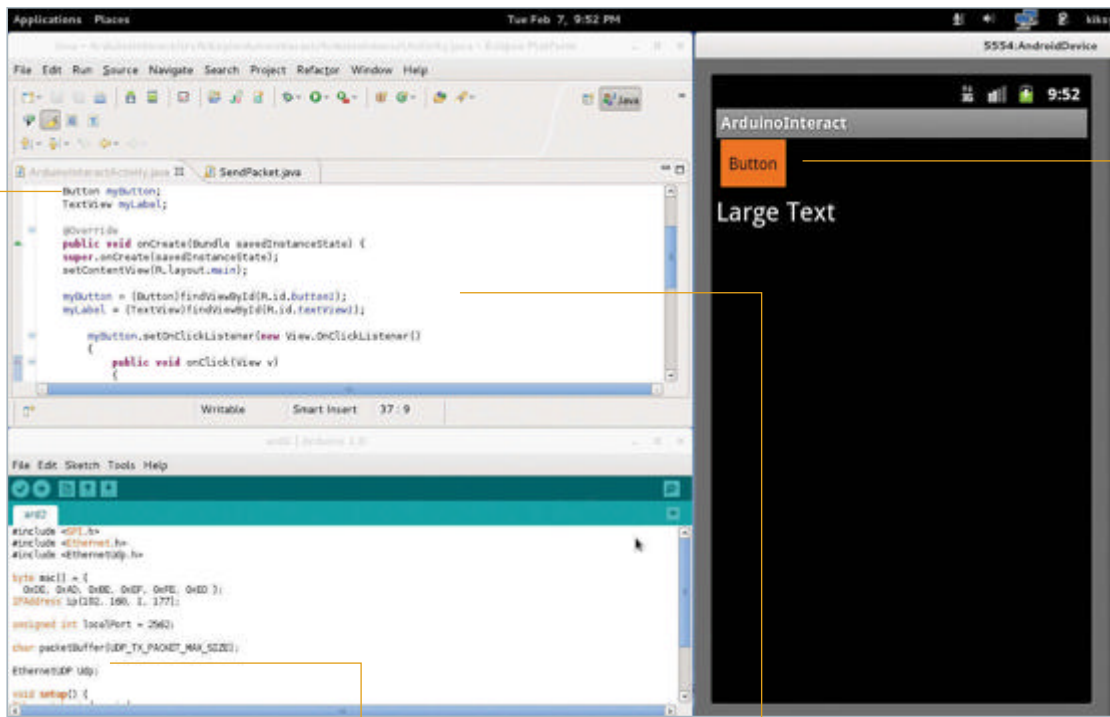 Applications Places
Tue Feb 7, 9:52 PM
5554:AndroidDevice
File Edit Run Source Navigate Search Project Refactor Window Help
Java
SendPacket.java
Button myButton;
TextView myLabel;
@Override
public void onCreate(Bundle savedInstanceState) {
super.onCreate(savedInstanceState);
setContentView(R.layout.main);
myButton = (Button)findViewById(R.id.button1);
myLabel = (TextView)findViewById(R.id.textView1);
myButton.setOnClickListener(new View.OnClickListener()
{
public void onClick(View v)
{
Writable
Smart Insert
37 : 9
File Edit Sketch Tools Help
ard2
#include <SPI.h>
#include <Ethernet.h>
#include <EthernetUdp.h>
byte mac[] = {
0xDE, 0xAD, 0xBE, 0xEF, 0xFE, 0xED };
IPAddress ip(192, 168, 1, 177);
unsigned int localPort = 2562;
char packetBuffer[UDP_TX_PACKET_MAX_SIZE];
EthernetUDP Udp;
void setup() {
9:52
ArduinoInteract
Button
Large Text